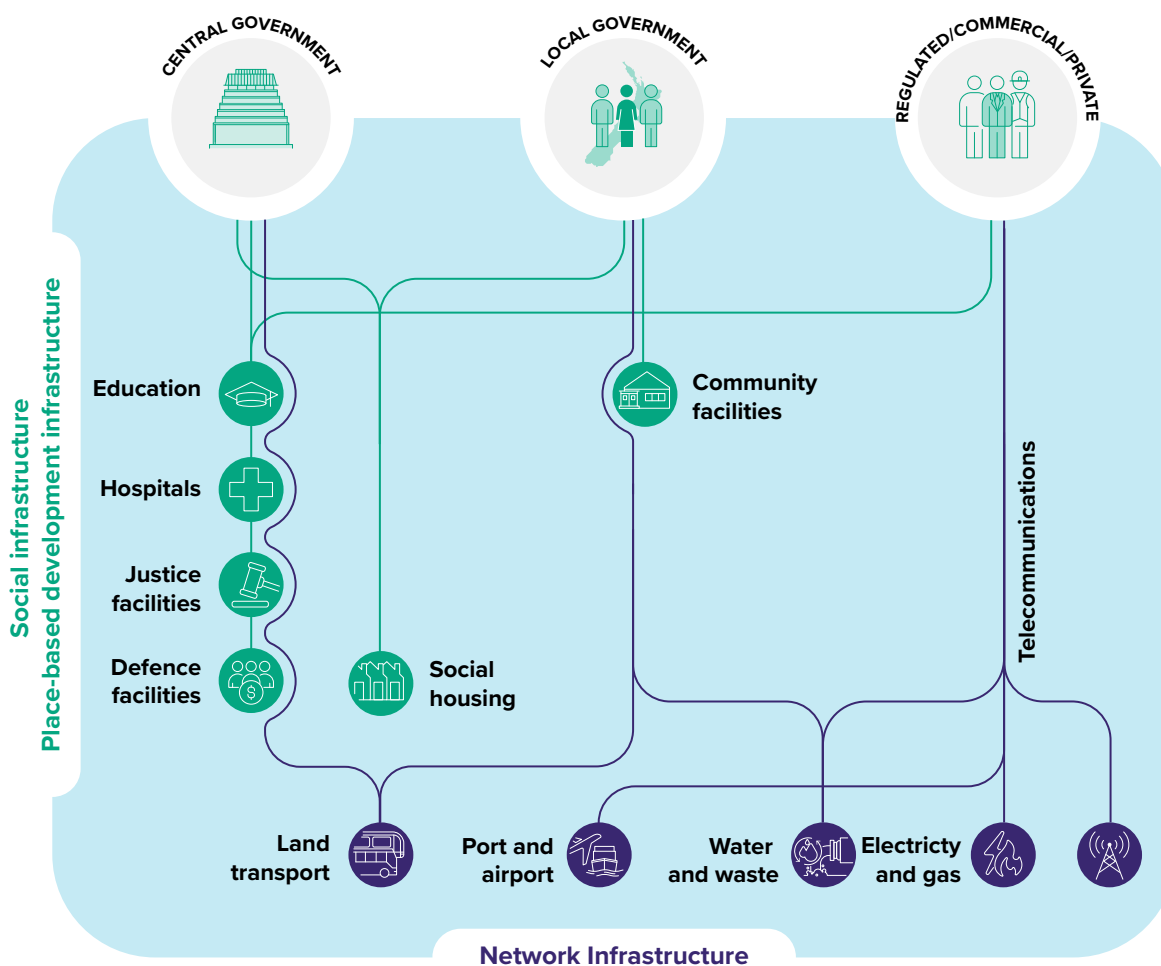 CENTRAL GOVERNMENT
LOCAL GOVERNMENT
REGULATED/COMMERCIAL/PRIVATE
Social infrastructure
Place-based development infrastructure
Education
Community
facilities
Hospitals
Justice
facilities
Defence
facilities
$
Social
housing
Telecommunications
Land
transport
Port and
airport
Water
and waste
Electricty
and gas
Network Infrastructure